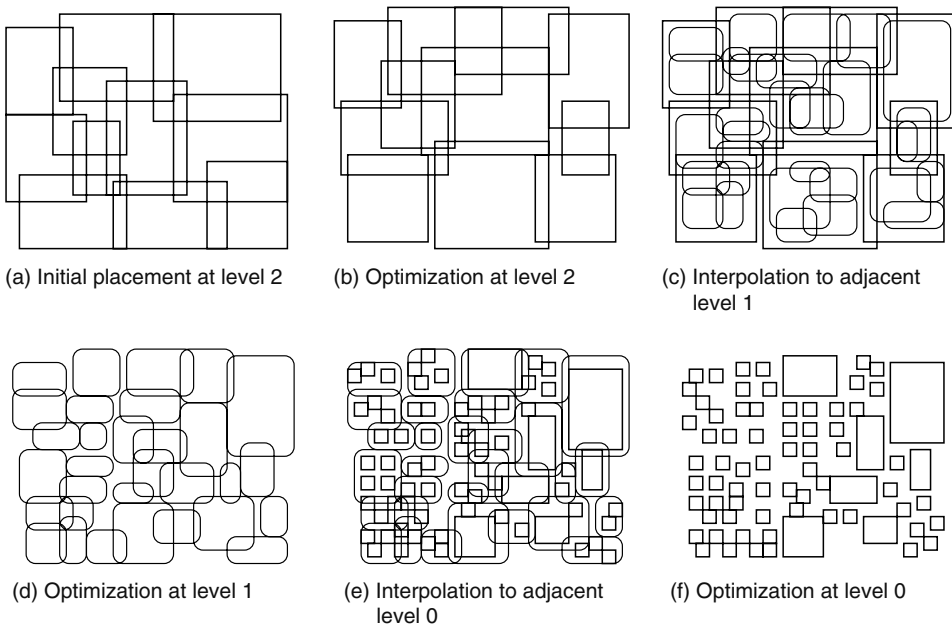 (a) Initial placement at level 2
(b) Optimization at level 2
(c) Interpolation to adjacent
level 1
(d) Optimization at level 1
(e) Interpolation to adjacent
level 0
(f) Optimization at level 0